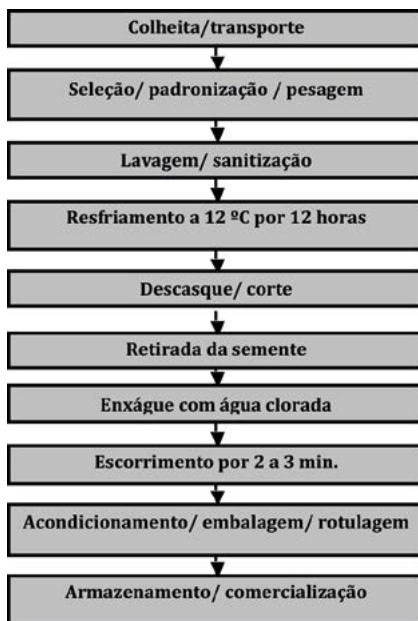 Colheita/transporte
Seleção/ padronização / pesagem
Lavagem/ sanitização
Resfriamento a 12 ºC por 12 horas
Descasque/ corte
Retirada da semente
Enxágue com água clorada
Escorrimento por 2 a 3 min.
Acondicionamento/ embalagem/ rotulagem
Armazenamento/ comercialização